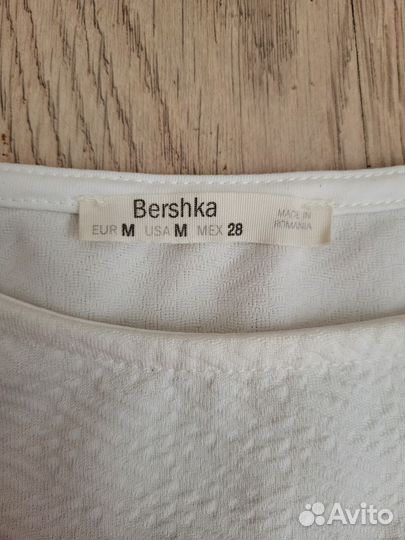 Bershka
EUR M USA M MEX 28
MADE IN
ROMANIA
Avito